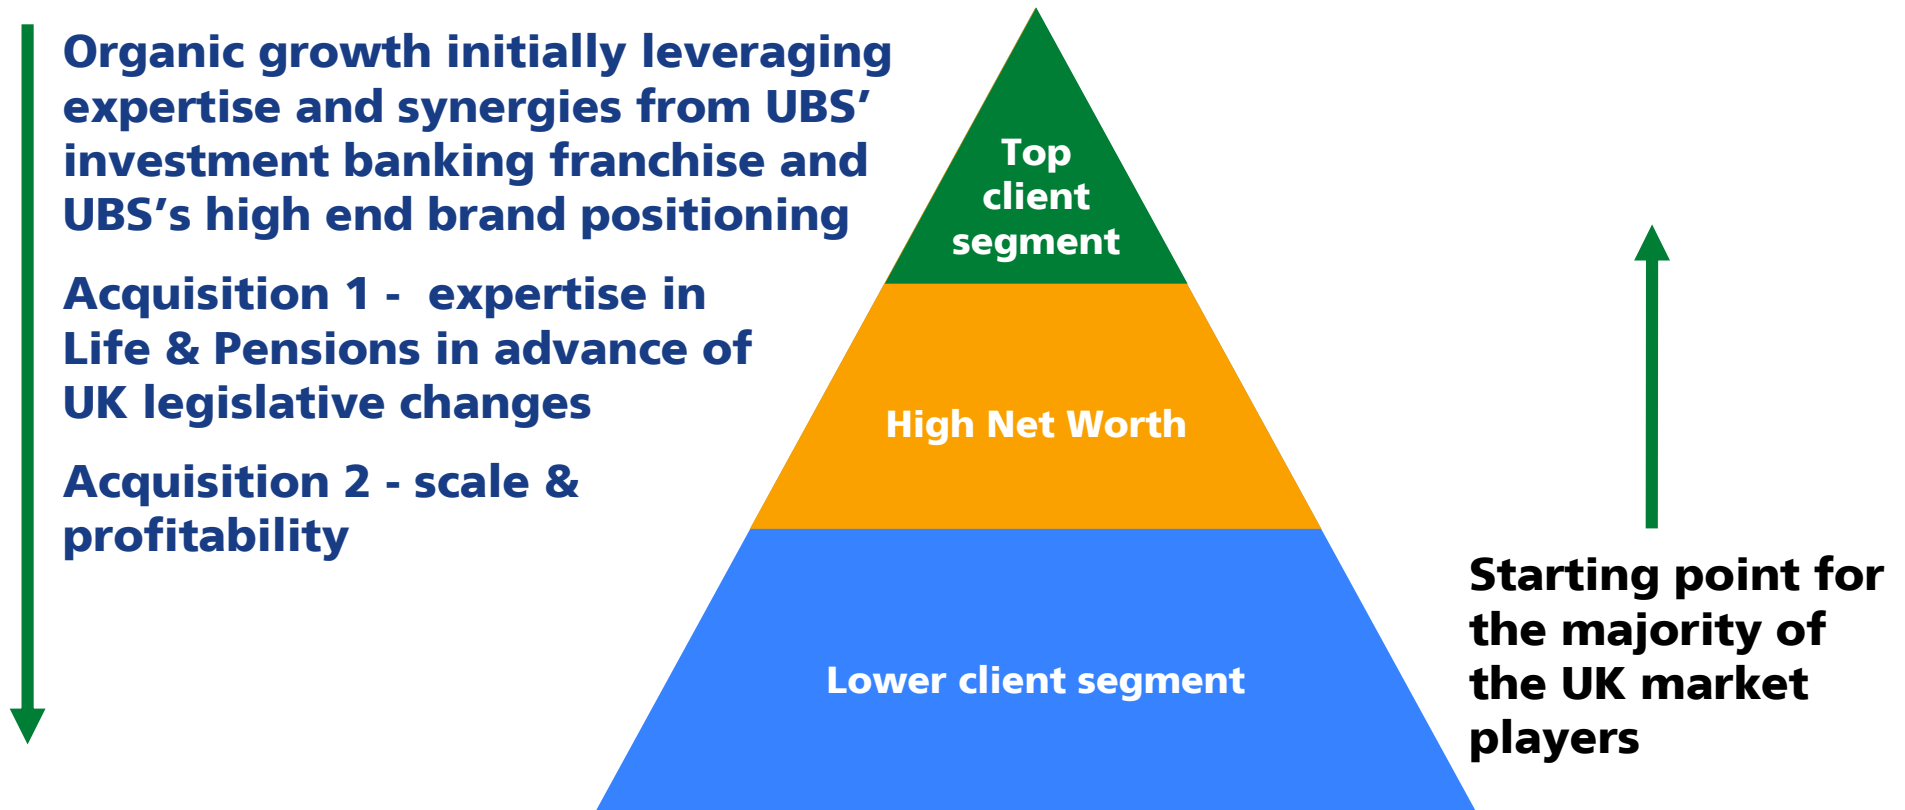 Organic growth initially leveraging
expertise and synergies from UBS’
investment banking franchise and
UBS’s high end brand positioning
Acquisition 1 -  expertise in
Life & Pensions in advance of
UK legislative changes
Acquisition 2 - scale &
profitability
Top
client
segment
High Net Worth
Lower client segment
Starting point for
the majority of
the UK market
players